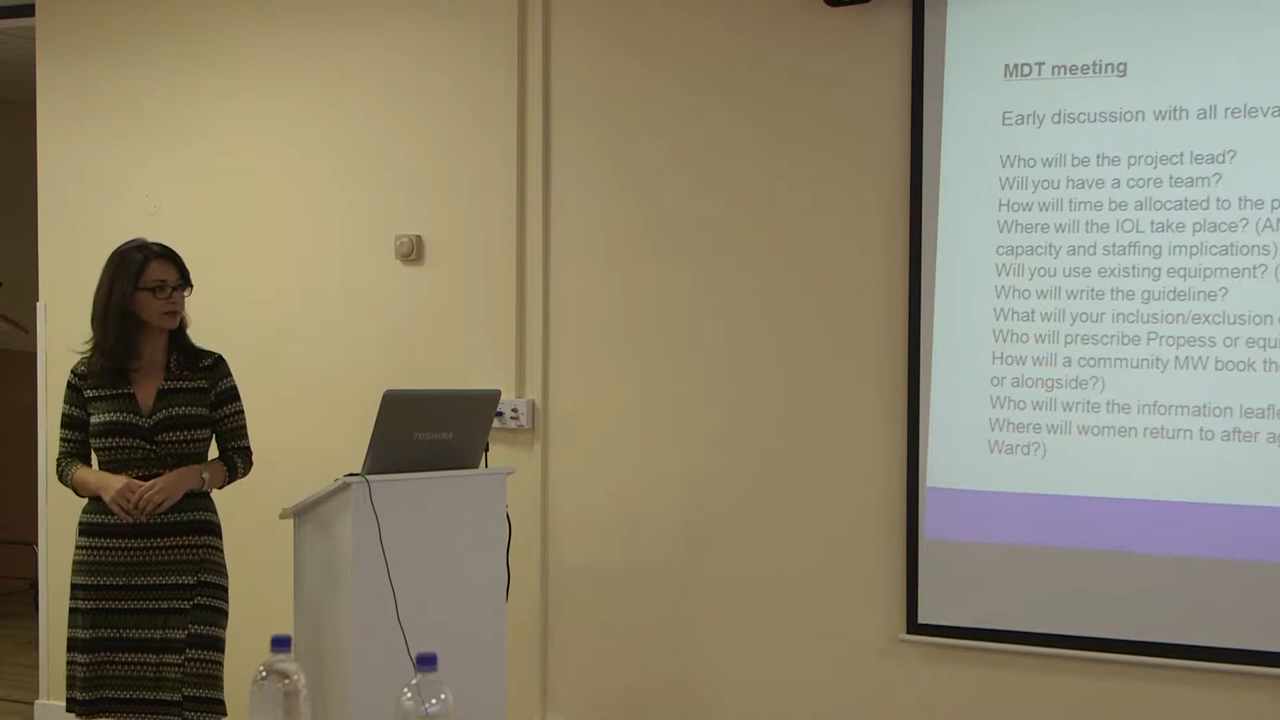 MDT meeting
Early discussion with all releva
Who will be the project lead?
Will you have a core team?
How will time be allocated to the p
Where will the IOL take place? (AN
capacity and staffing implications)
Will you use existing equipment? (
Who will write the guideline?
What will your inclusion/exclusion
Who will prescribe Propess or equi
How will a community MW book th
or alongside?)
Who will write the information leafle
Where will women return to after ag
Ward?)
TOSHIBA